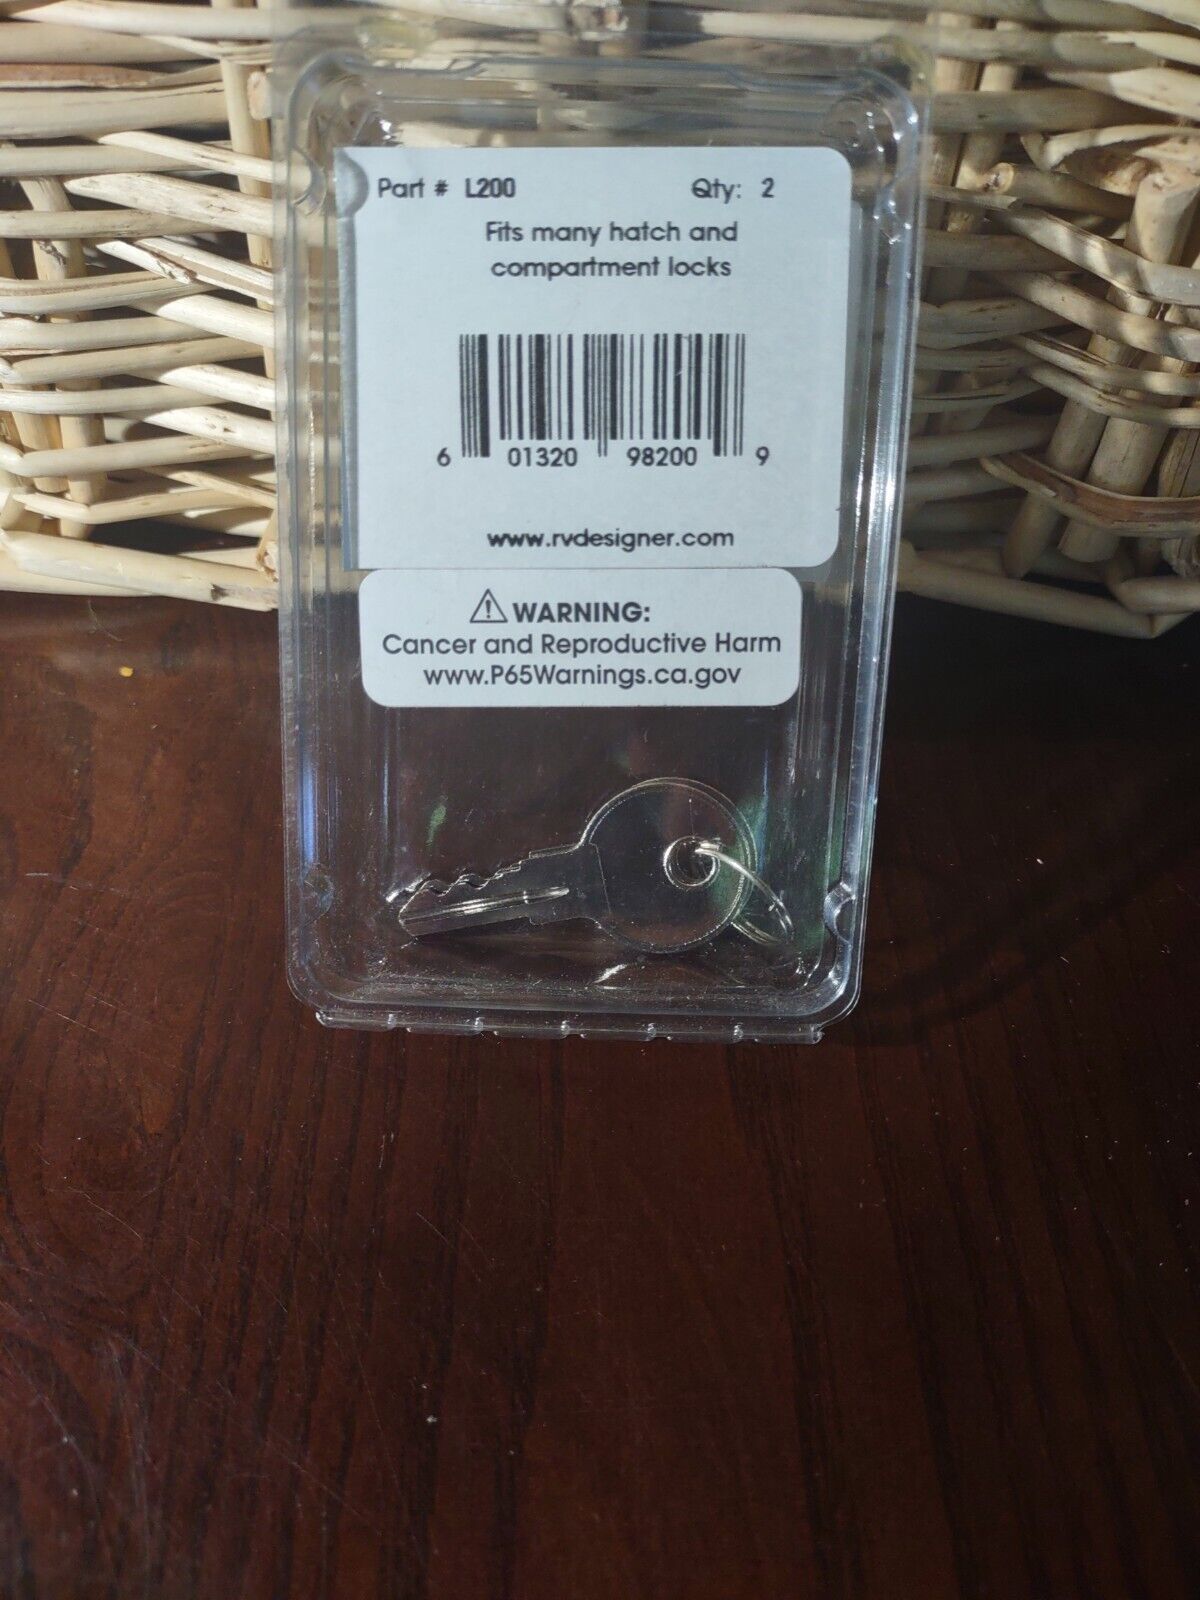 Part # L200 Qty: 2
Fits many hatch and
compartment locks
6 01320 98200 9
www.rvdesigner.com
⚠ WARNING:
Cancer and Reproductive Harm
www.P65Warnings.ca.gov